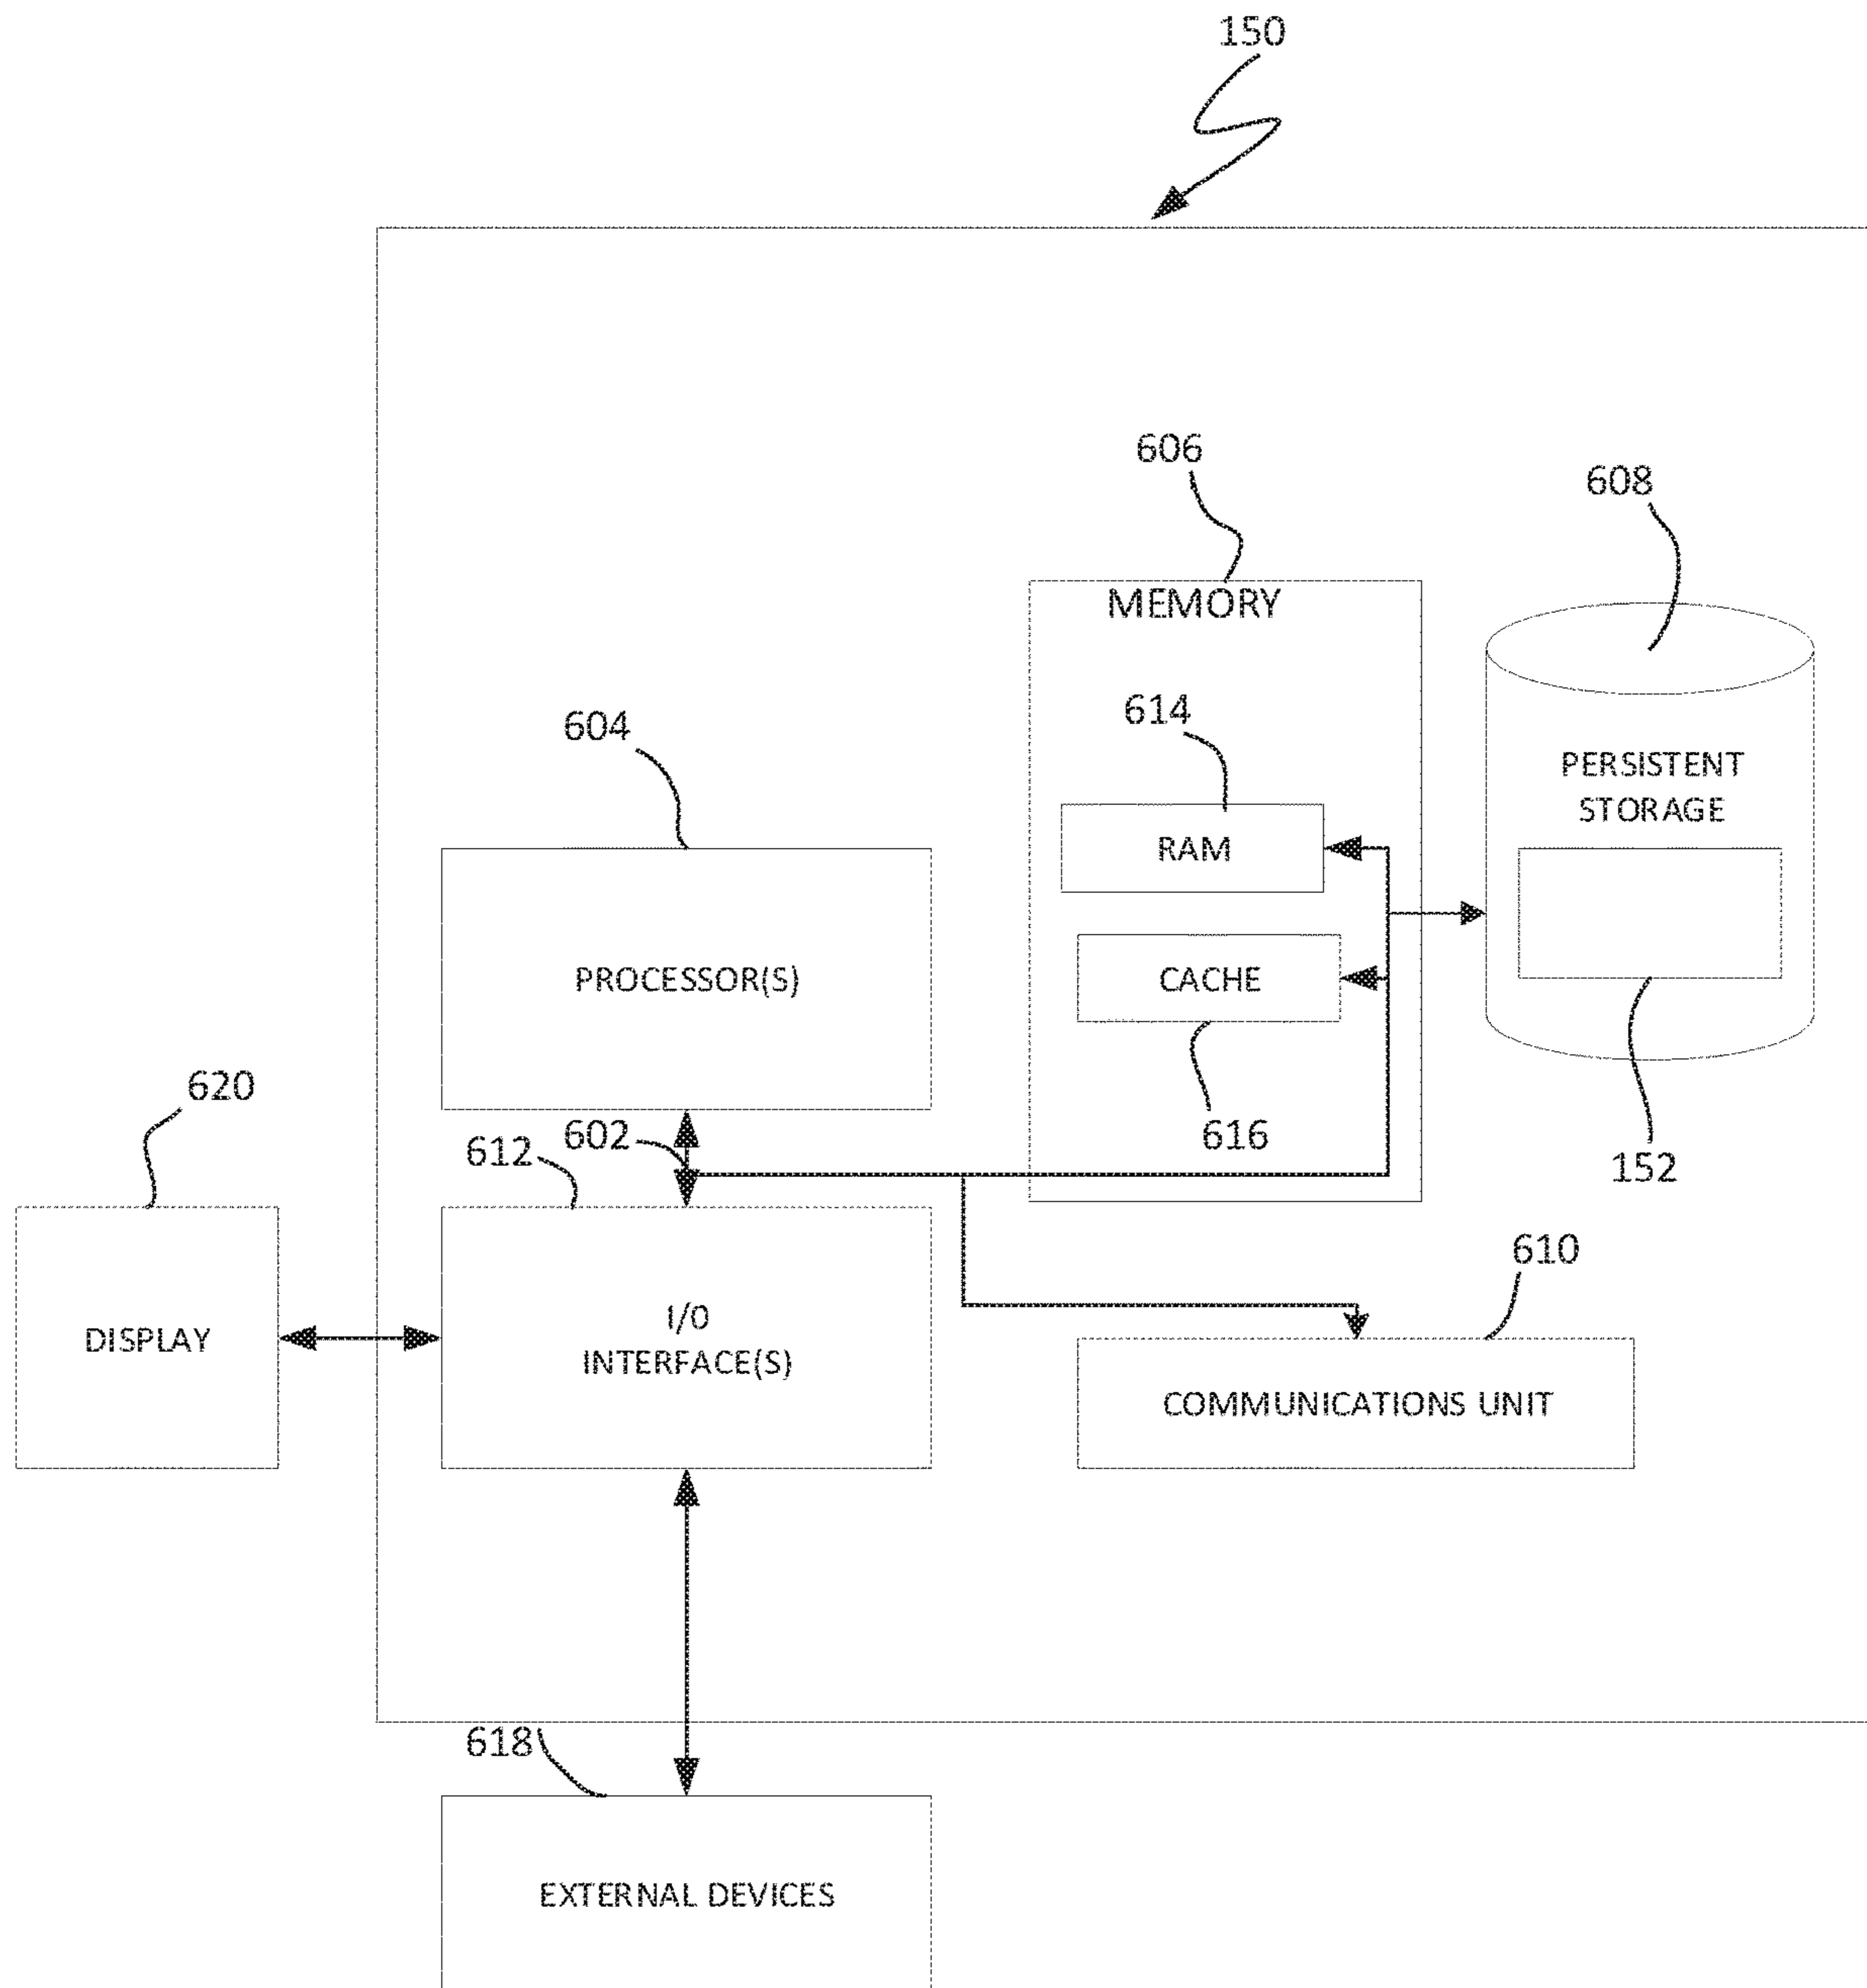 150
606
608
MEMORY
614
604
PERSISTENT
STORAGE
RAM
PROCESSOR(S)
CACHE
620
602
616
612
152
610
I/O
INTERFACE(S)
DISPLAY
COMMUNICATIONS UNIT
618
EXTERNAL DEVICES